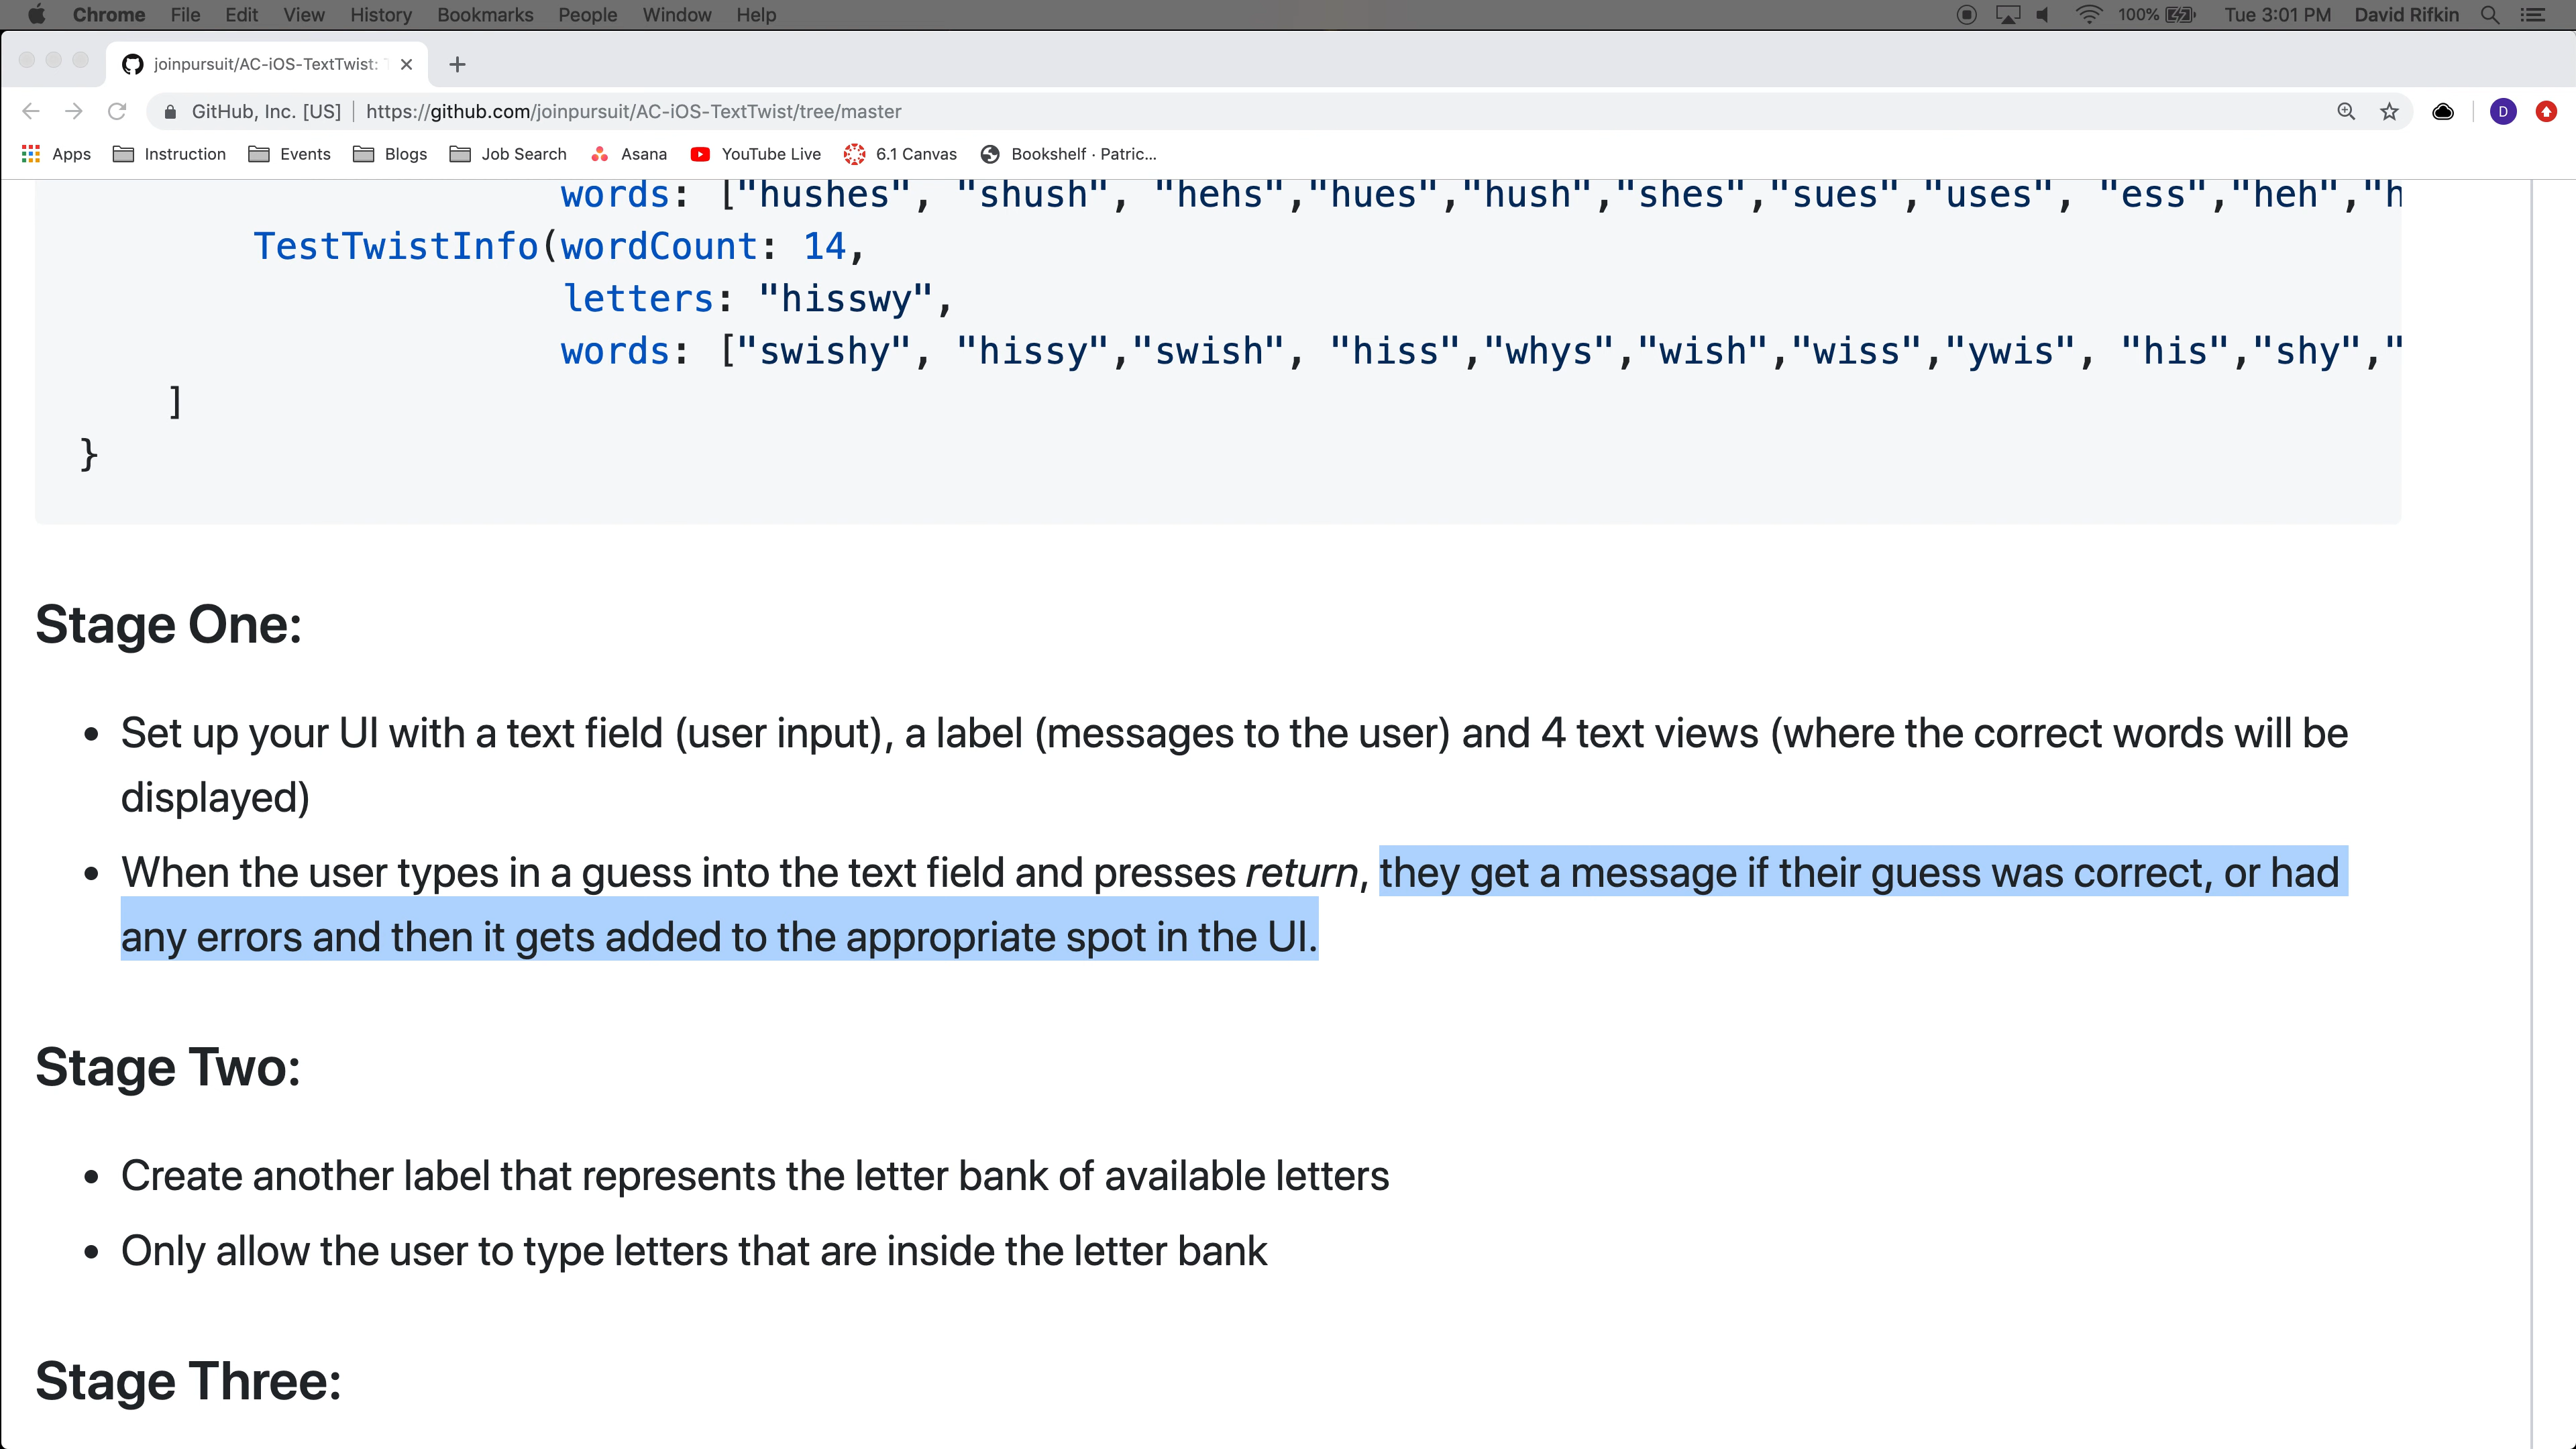 Chrome File Edit View History Bookmarks People Window Help 100% Tue 3:01 PM David Rifkin
joinpursuit/AC-iOS-TextTwist:
GitHub, Inc. [US] https://github.com/joinpursuit/AC-iOS-TextTwist/tree/master D
Apps Instruction Events Blogs Job Search Asana YouTube Live 6.1 Canvas Bookshelf · Patric...
words: ["hushes", "shush", "hehs","hues","hush","shes","sues","uses", "ess","heh","h
TestTwistInfo(wordCount: 14,
letters: "hisswy",
words: ["swishy", "hissy","swish", "hiss","whys","wish","wiss","ywis", "his","shy","
]
}
Stage One:
• Set up your UI with a text field (user input), a label (messages to the user) and 4 text views (where the correct words will be
displayed)
• When the user types in a guess into the text field and presses return, they get a message if their guess was correct, or had
any errors and then it gets added to the appropriate spot in the UI.
Stage Two:
• Create another label that represents the letter bank of available letters
• Only allow the user to type letters that are inside the letter bank
Stage Three: